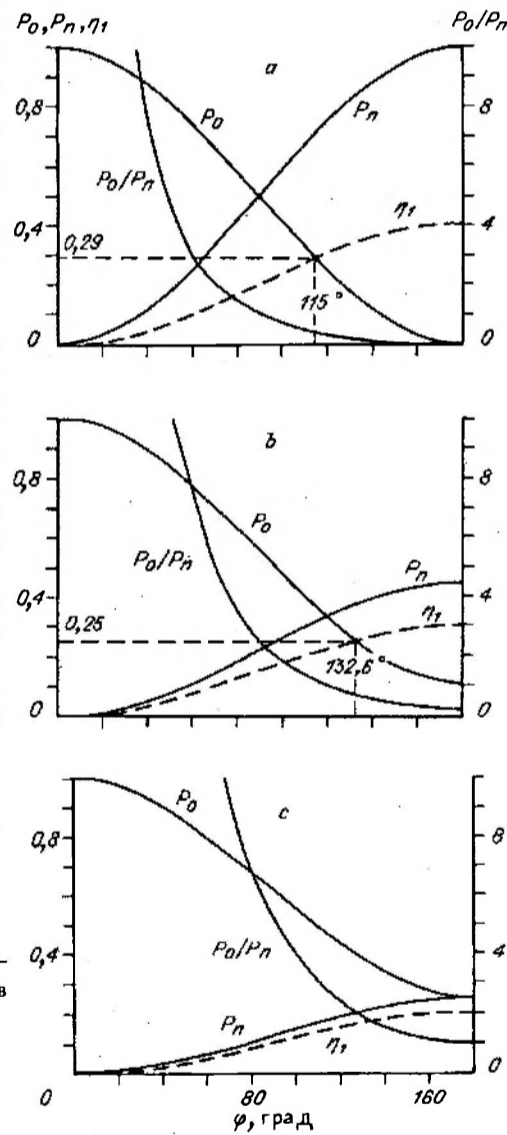 P₀, Pₙ, η₁ P₀/Pₙ
a
0,8 8
P₀ Pₙ
P₀/Pₙ
0,4 η₁ 4
0,29
115°
0 0
b
0,8 8
P₀
P₀/Pₙ Pₙ
0,4 4
η₁
0,25
132,6°
0 0
P₀ c
0,8 8
P₀/Pₙ
0,4 4
в
Pₙ
η₁
0
0 80 160
φ, град